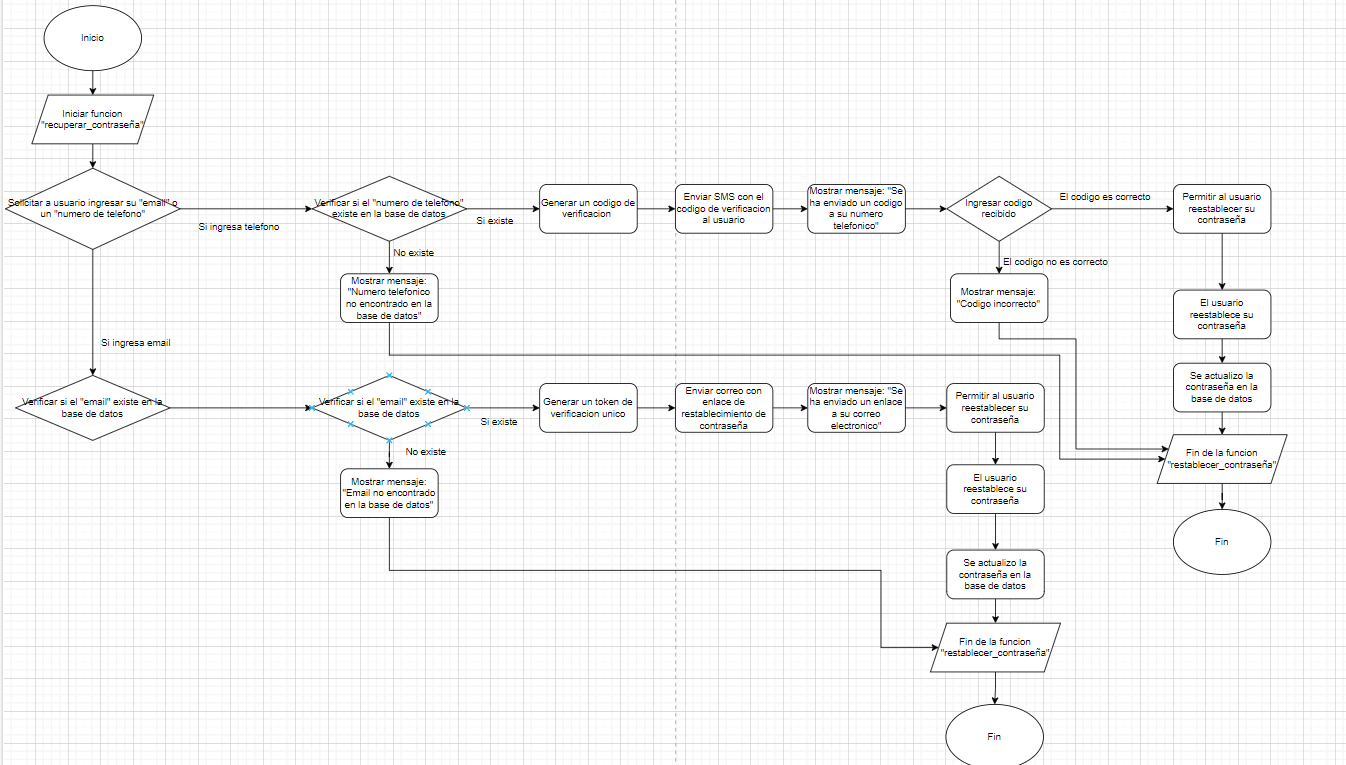 Inicio
Iniciar funcion
"recuperar_contraseña"
Solicitar a usuario ingresar su "email" o
un "numero de telefono"
Si ingresa telefono
Verificar si el "numero de telefono"
existe en la base de datos
Si existe
Generar un codigo de
verificacion
Enviar SMS con el
codigo de verificacion
al usuario
Mostrar mensaje: "Se
ha enviado un codigo
a su numero
telefonico"
Ingresar codigo
recibido
El codigo es correcto
Permitir al usuario
reestablecer su
contraseña
No existe
Mostrar mensaje:
"Numero telefonico
no encontrado en la
base de datos"
El codigo no es correcto
Mostrar mensaje:
"Codigo incorrecto"
El usuario
reestablece su
contraseña
Se actualizo la
contraseña en la
base de datos
Fin de la funcion
"restablecer_contraseña"
Fin
Si ingresa email
Verificar si el "email" existe en la
base de datos
Verificar si el "email" existe en la
base de datos
Si existe
Generar un token de
verificacion unico
Enviar correo con
enlace de
restablecimiento de
contraseña
Mostrar mensaje: "Se
ha enviado un enlace
a su correo
electronico"
Permitir al usuario
reestablecer su
contraseña
No existe
Mostrar mensaje:
"Email no encontrado
en la base de datos"
El usuario
reestablece su
contraseña
Se actualizo la
contraseña en la
base de datos
Fin de la funcion
"restablecer_contraseña"
Fin